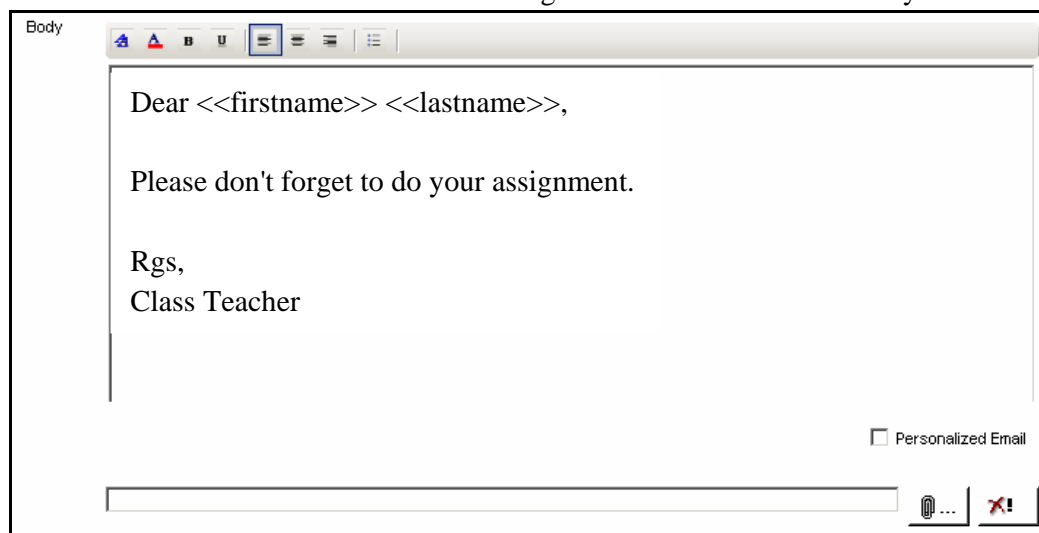 Body
A A B U
Dear <<firstname>> <<lastname>>,
Please don't forget to do your assignment.
Rgs,
Class Teacher
Personalized Email
...
!